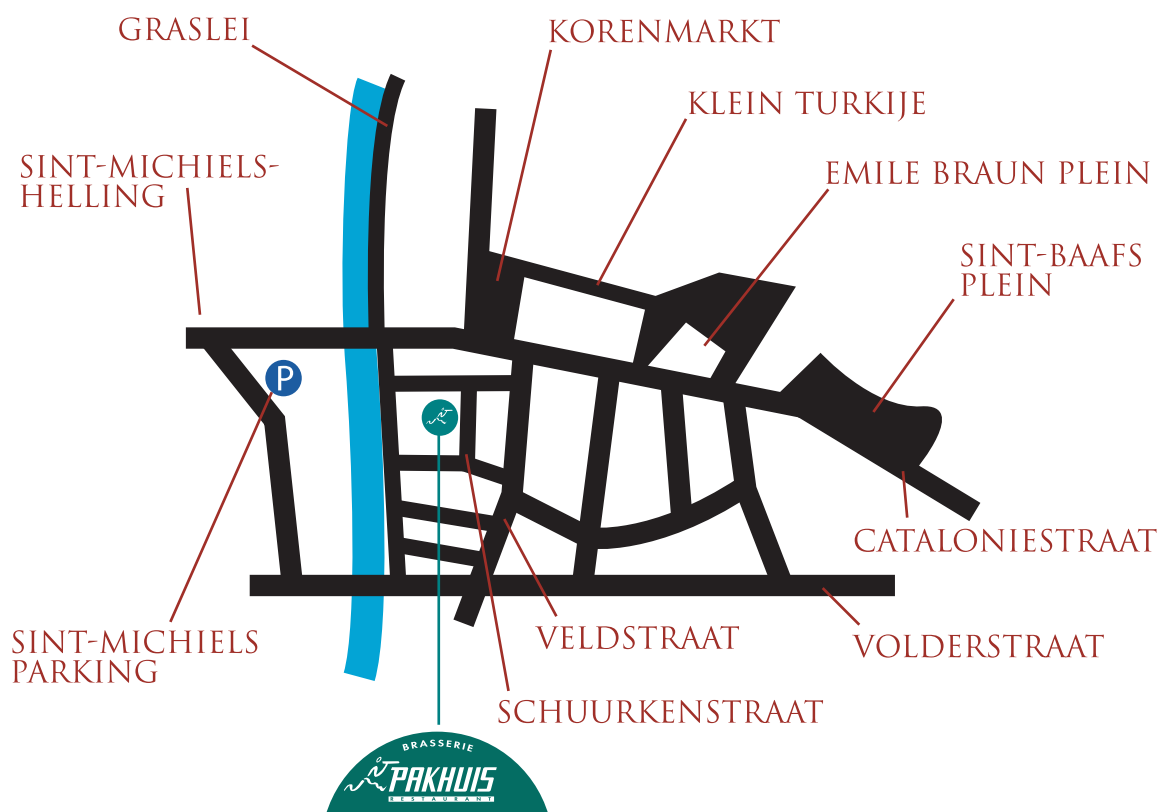 GRASLEI
KORENMARKT
KLEIN TURKIJE
SINT-MICHIELS-
HELLING
EMILE BRAUN PLEIN
SINT-BAAFS
PLEIN
P
CATALONIESTRAAT
SINT-MICHIELS
PARKING
VELDSTRAAT
VOLDERSTRAAT
SCHUURKENSTRAAT
BRASSERIE
PAKHUIS
RESTAURANT